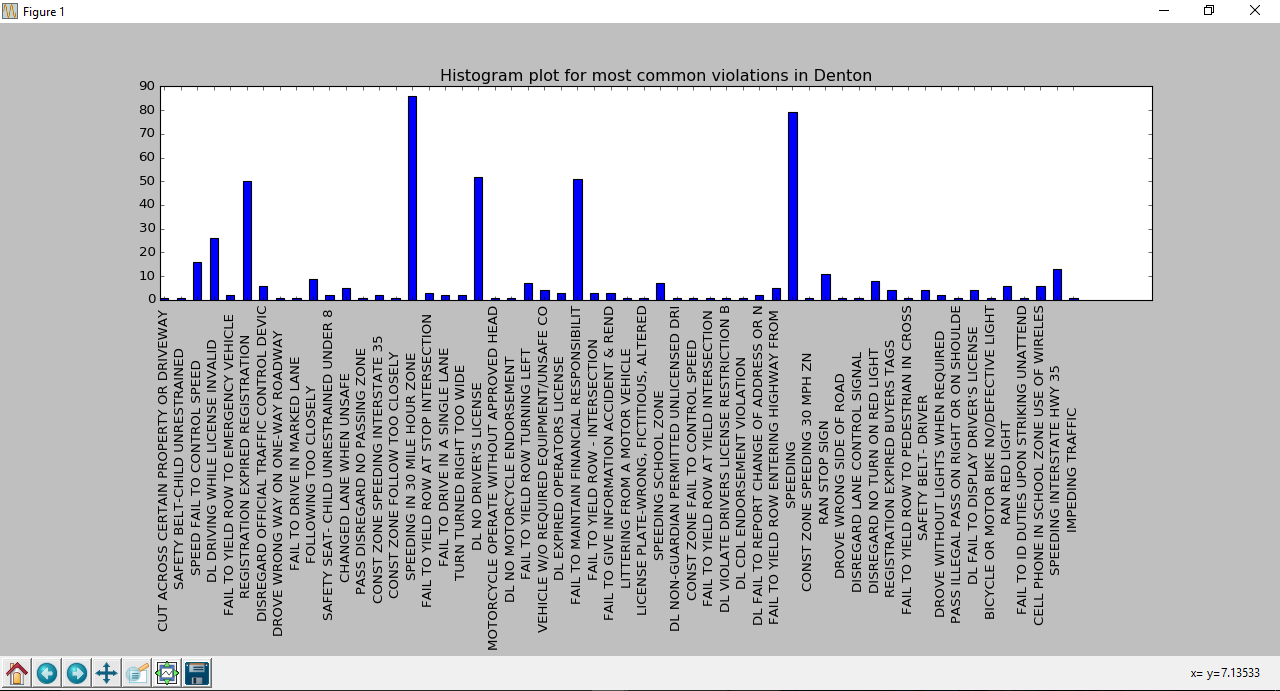 Figure 1
Histogram plot for most common violations in Denton
90
80
70
60
50
40
30
20
10
0
CUT ACROSS CERTAIN PROPERTY OR DRIVEWAY
SAFETY BELT-CHILD UNRESTRAINED
SPEED FAIL TO CONTROL SPEED
DL DRIVING WHILE LICENSE INVALID
FAIL TO YIELD ROW TO EMERGENCY VEHICLE
REGISTRATION EXPIRED REGISTRATION
DISREGARD OFFICIAL TRAFFIC CONTROL DEVIC
DROVE WRONG WAY ON ONE-WAY ROADWAY
FAIL TO DRIVE IN MARKED LANE
FOLLOWING TOO CLOSELY
SAFETY SEAT- CHILD UNRESTRAINED UNDER 8
CHANGED LANE WHEN UNSAFE
PASS DISREGARD NO PASSING ZONE
CONST ZONE SPEEDING INTERSTATE 35
CONST ZONE FOLLOW TOO CLOSELY
SPEEDING IN 30 MILE HOUR ZONE
FAIL TO YIELD ROW AT STOP INTERSECTION
FAIL TO DRIVE IN A SINGLE LANE
TURN TURNED RIGHT TOO WIDE
DL NO DRIVER'S LICENSE
MOTORCYCLE OPERATE WITHOUT APPROVED HEAD
DL NO MOTORCYCLE ENDORSEMENT
FAIL TO YIELD ROW TURNING LEFT
VEHICLE W/O REQUIRED EQUIPMENT/UNSAFE CO
DL EXPIRED OPERATORS LICENSE
FAIL TO MAINTAIN FINANCIAL RESPONSIBILIT
FAIL TO YIELD ROW - INTERSECTION
FAIL TO GIVE INFORMATION ACCIDENT & REND
LITTERING FROM A MOTOR VEHICLE
LICENSE PLATE-WRONG, FICTITIOUS, ALTERED
SPEEDING SCHOOL ZONE
DL NON-GUARDIAN PERMITTED UNLICENSED DRI
CONST ZONE FAIL TO CONTROL SPEED
FAIL TO YIELD ROW AT YIELD INTERSECTION
DL VIOLATE DRIVERS LICENSE RESTRICTION B
DL CDL ENDORSEMENT VIOLATION
DL FAIL TO REPORT CHANGE OF ADDRESS OR N
FAIL TO YIELD ROW ENTERING HIGHWAY FROM
SPEEDING
CONST ZONE SPEEDING 30 MPH ZN
RAN STOP SIGN
DROVE WRONG SIDE OF ROAD
DISREGARD LANE CONTROL SIGNAL
DISREGARD NO TURN ON RED LIGHT
REGISTRATION EXPIRED BUYERS TAGS
FAIL TO YIELD ROW TO PEDESTRIAN IN CROSS
SAFETY BELT- DRIVER
DROVE WITHOUT LIGHTS WHEN REQUIRED
PASS ILLEGAL PASS ON RIGHT OR ON SHOULDE
DL FAIL TO DISPLAY DRIVER'S LICENSE
BICYCLE OR MOTOR BIKE NO/DEFECTIVE LIGHT
RAN RED LIGHT
FAIL TO ID DUTIES UPON STRIKING UNATTEND
CELL PHONE IN SCHOOL ZONE USE OF WIRELES
SPEEDING INTERSTATE HWY 35
IMPEDING TRAFFIC
x= y=7.13533